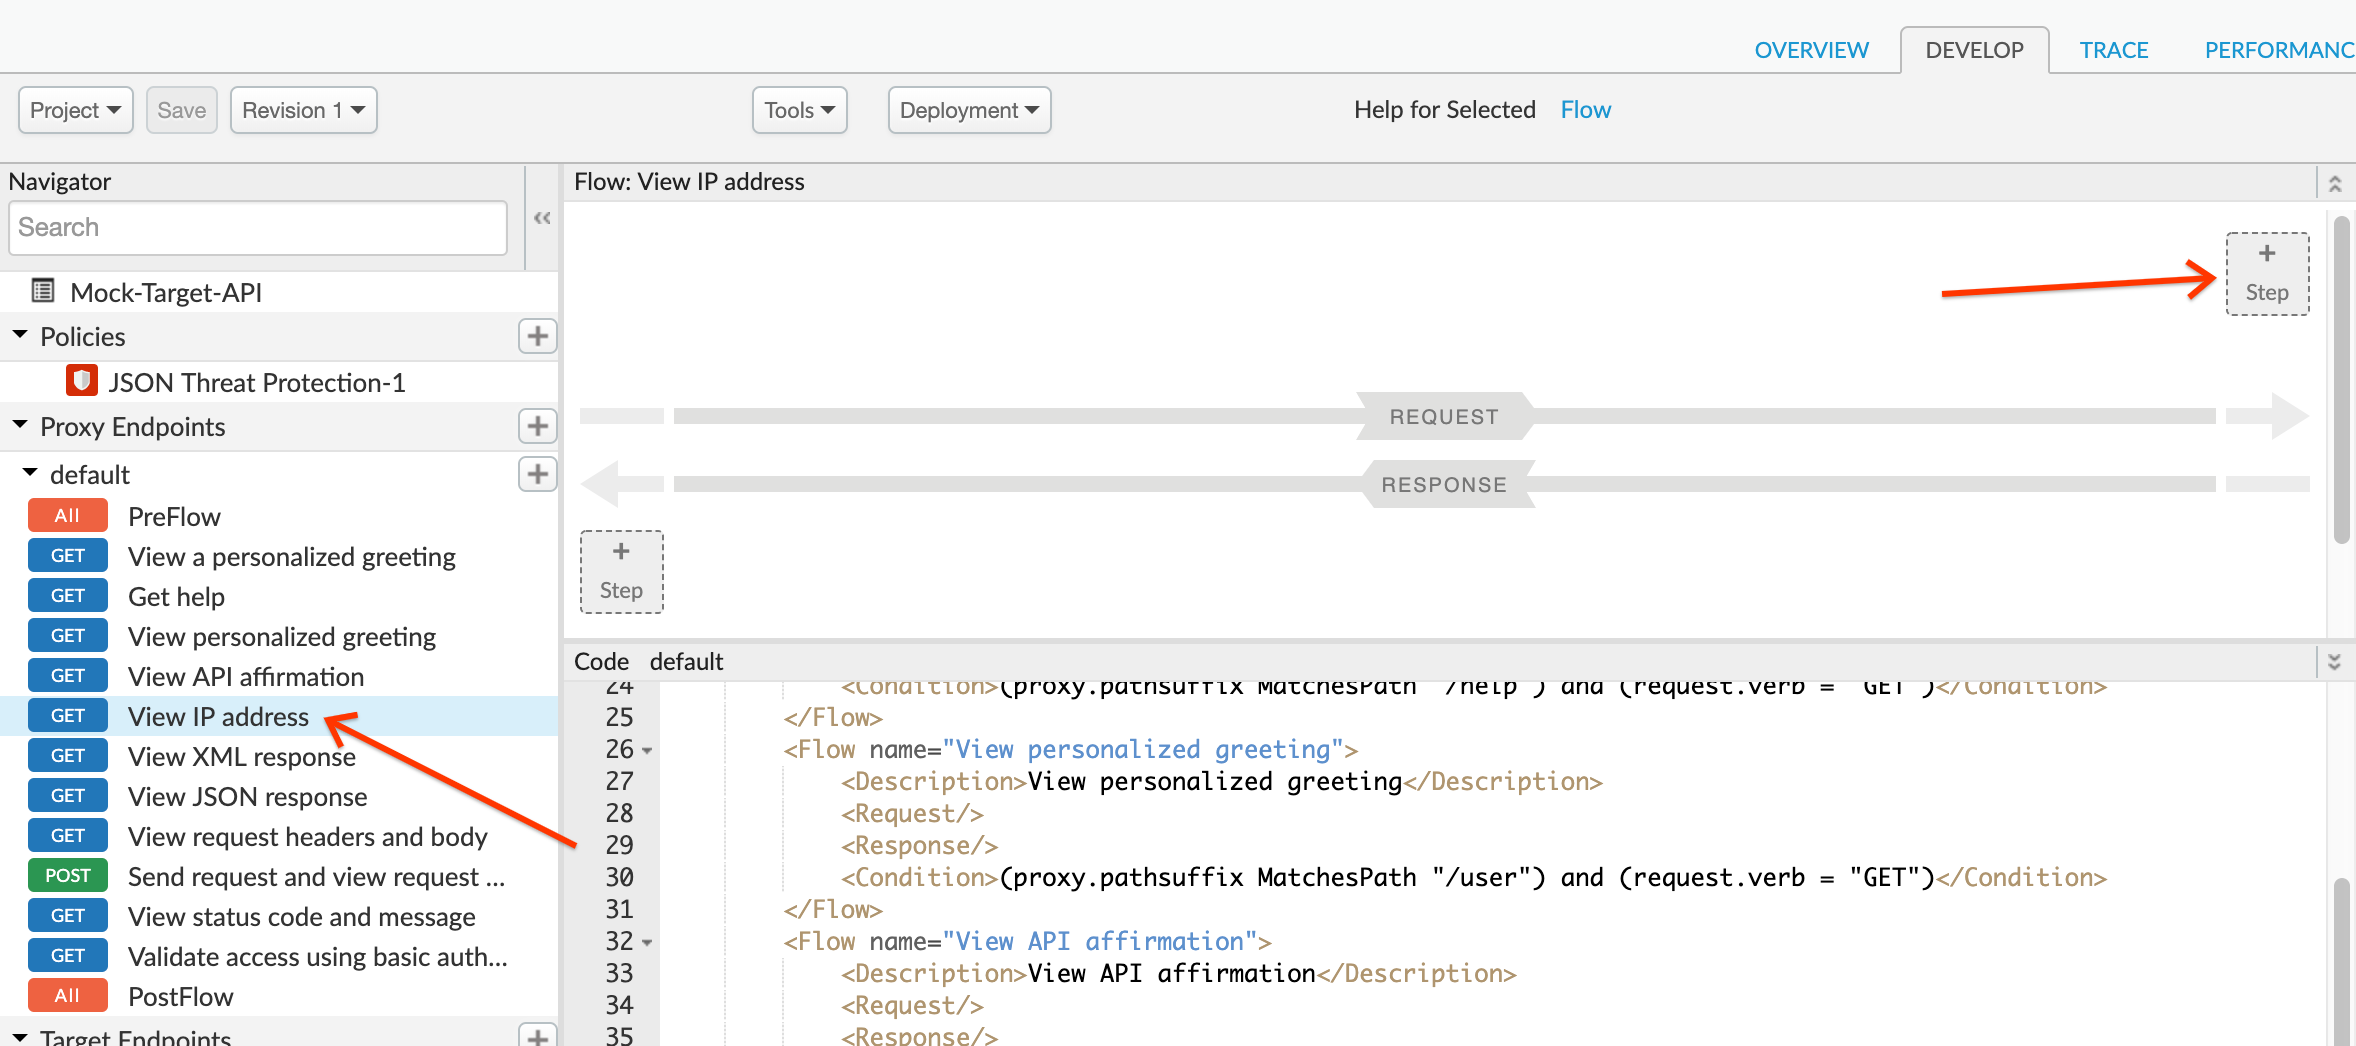 OVERVIEW DEVELOP TRACE PERFORMANC
Project Save Revision 1 Tools Deployment Help for Selected Flow
Navigator
Search
Mock-Target-API
Policies
JSON Threat Protection-1
Proxy Endpoints
default
All PreFlow
GET View a personalized greeting
GET Get help
GET View personalized greeting
GET View API affirmation
GET View IP address
GET View XML response
GET View JSON response
GET View request headers and body
POST Send request and view request ...
GET View status code and message
GET Validate access using basic auth...
All PostFlow
Target Endpoints
Flow: View IP address
+
Step
REQUEST
RESPONSE
+
Step
Code default
24 <Condition>(proxy.pathsuffix MatchesPath "/help") and (request.verb = "GET")</Condition>
25 </Flow>
26 <Flow name="View personalized greeting">
27 <Description>View personalized greeting</Description>
28 <Request/>
29 <Response/>
30 <Condition>(proxy.pathsuffix MatchesPath "/user") and (request.verb = "GET")</Condition>
31 </Flow>
32 <Flow name="View API affirmation">
33 <Description>View API affirmation</Description>
34 <Request/>
35 <Response/>